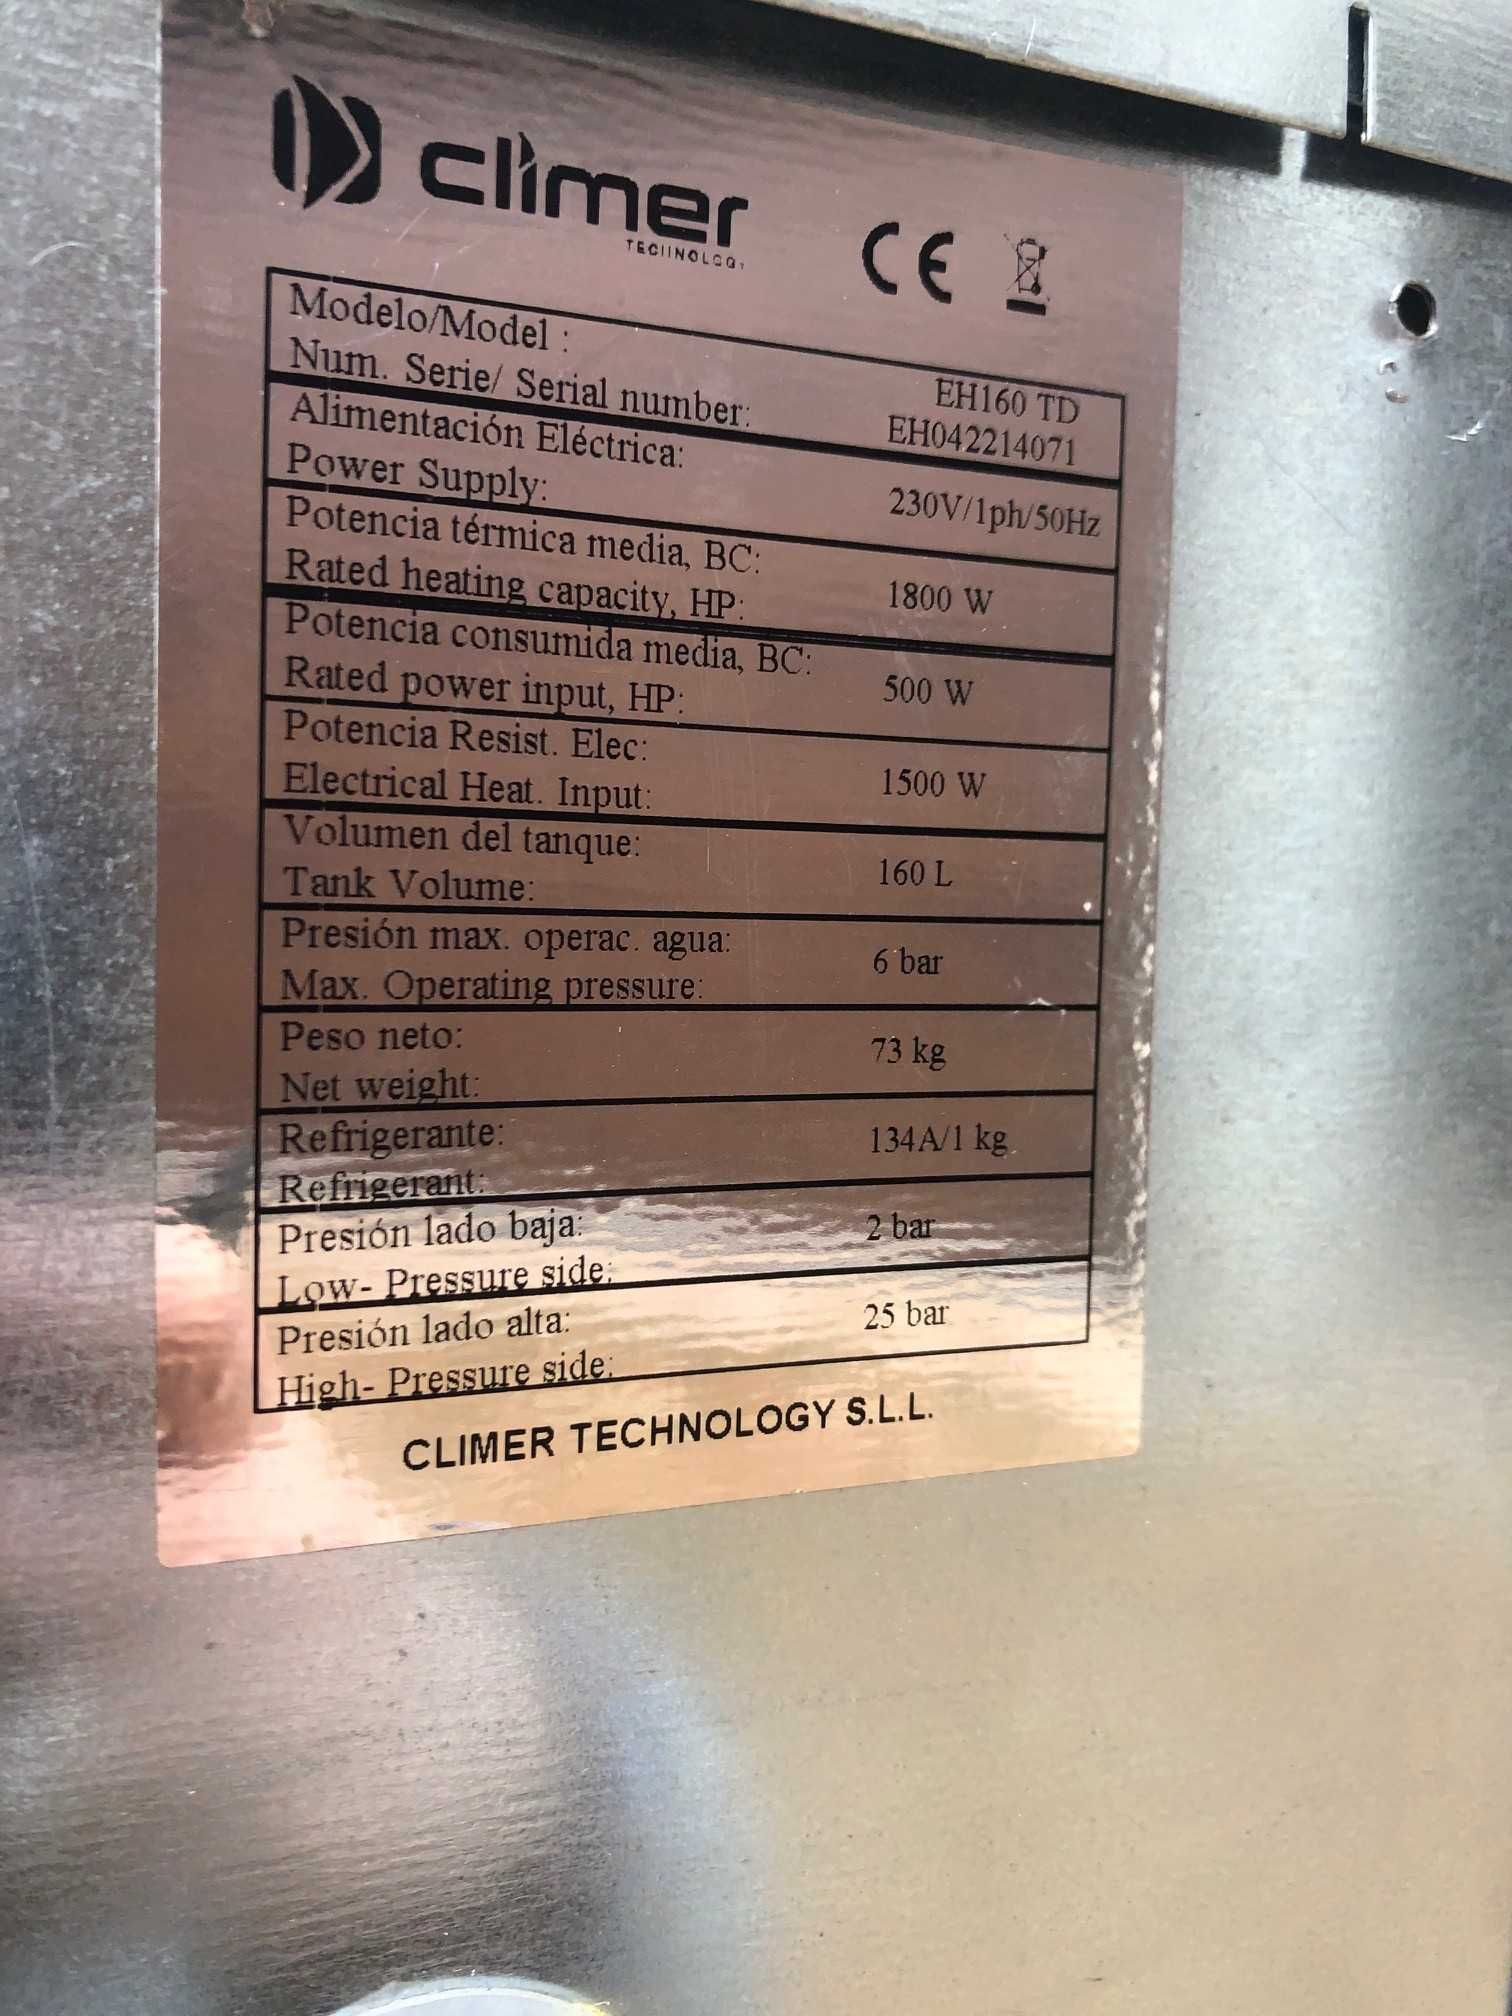 climer
TECHNOLOGY
CE
Modelo/Model : EH160 TD
Num. Serie/ Serial number: EH042214071
Alimentación Eléctrica:
Power Supply: 230V/1ph/50Hz
Potencia térmica media, BC:
Rated heating capacity, HP: 1800 W
Potencia consumida media, BC:
Rated power input, HP: 500 W
Potencia Resist. Elec:
Electrical Heat. Input: 1500 W
Volumen del tanque:
Tank Volume: 160 L
Presión max. operac. agua:
Max. Operating pressure: 6 bar
Peso neto:
Net weight: 73 kg
Refrigerante:
Refrigerant: 134A/1 kg
Presión lado baja:
Low- Pressure side: 2 bar
Presión lado alta:
High- Pressure side: 25 bar
CLIMER TECHNOLOGY S.L.L.